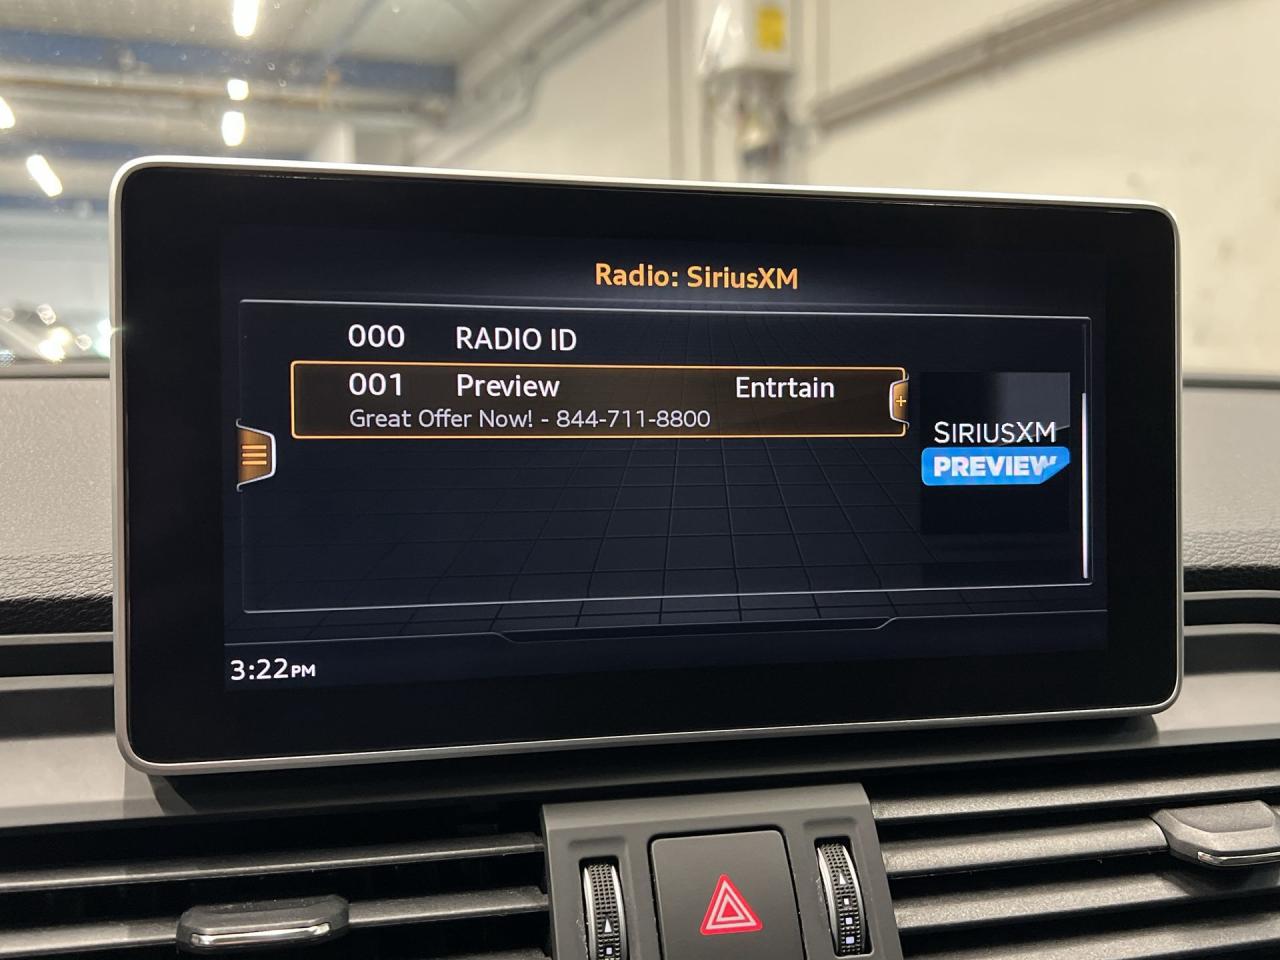 Radio: SiriusXM
000 RADIO ID
001 Preview Entrtain
Great Offer Now! - 844-711-8800
SIRIUSXM
PREVIEW
3:22PM